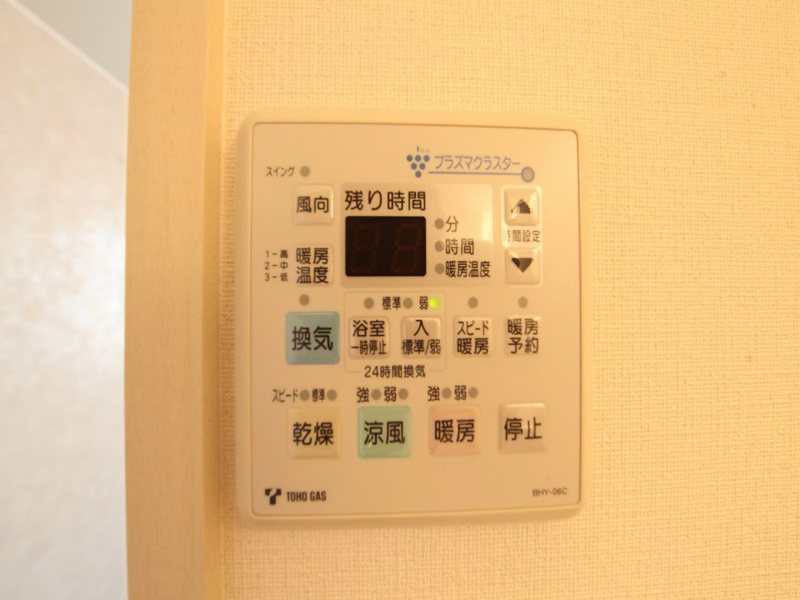 プラズマクラスター
スイング
風向
残り時間
分
時間
暖房温度
時間設定
1-高
2-中
3-低
暖房
温度
標準
弱
換気
浴室
一時停止
入
標準/弱
スピード
暖房
暖房
予約
24時間換気
スピード 標準
強 弱
強 弱
乾燥
涼風
暖房
停止
TOHO GAS
BHY-06C